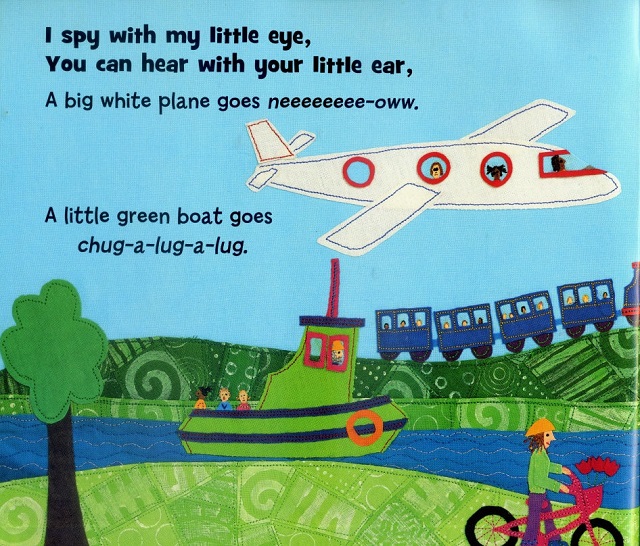 I spy with my little eye,
You can hear with your little ear,
A big white plane goes neeeeeeee-oww.
A little green boat goes
chug-a-lug-a-lug.